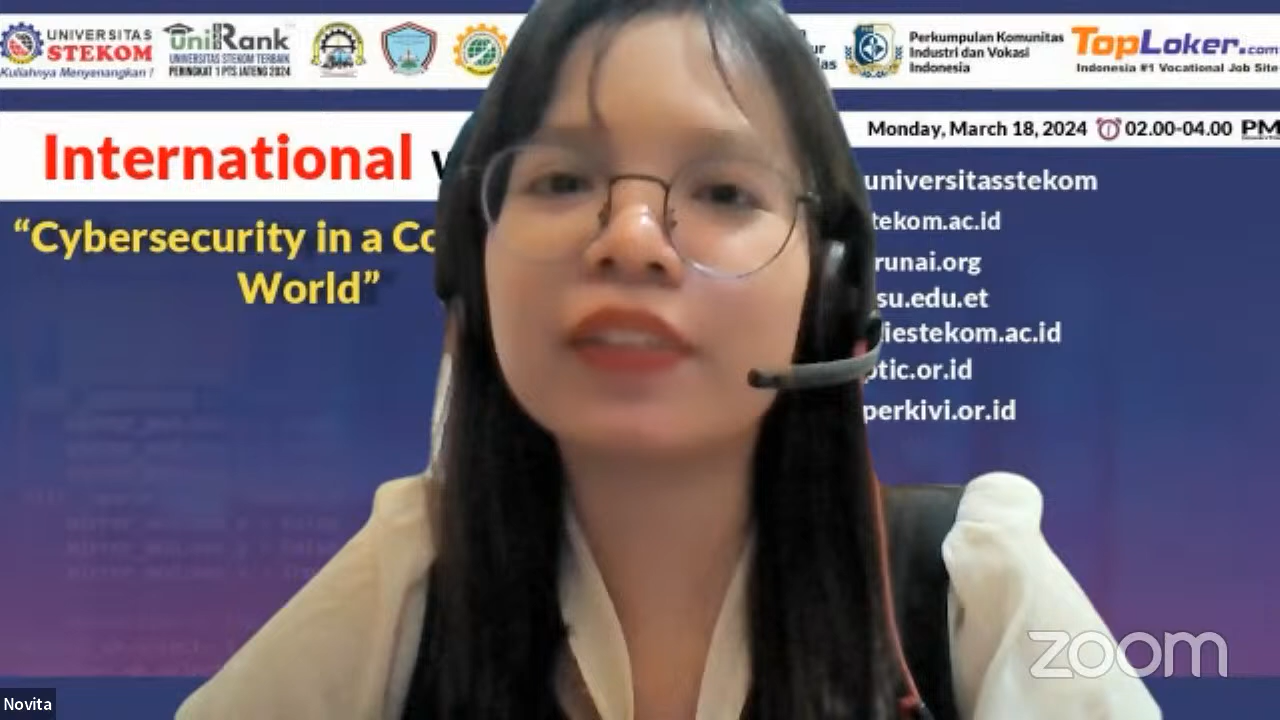 UNIVERSITAS
STEKOM
Kuliahnya Menyenangkan !
UniRank
UNIVERSITAS STEKOM TERBAIK
PERINGKAT 1 PTS JATENG 2024
Perkumpulan Komunitas
Industri dan Vokasi
Indonesia
TopLoker.com
Indonesia #1 Vocational Job Site
International
Monday, March 18, 2024 02.00-04.00 PM
“Cybersecurity in a Co
World”
universitasstekom
tekom.ac.id
runai.org
su.edu.et
iestekom.ac.id
ptic.or.id
perkivi.or.id
zoom
Novita